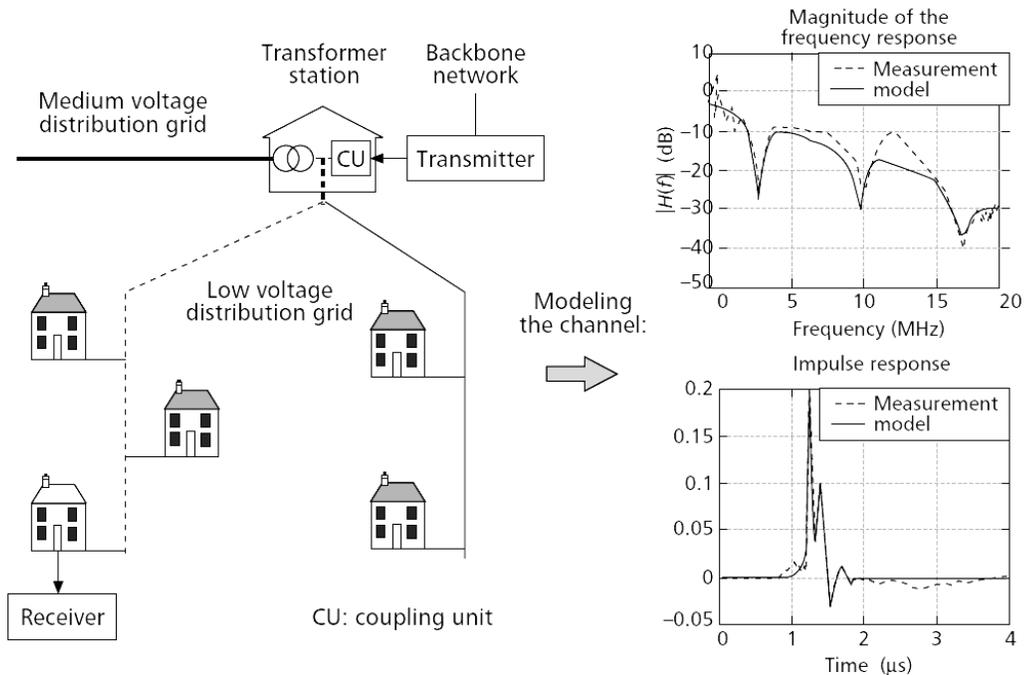 Transformer
station
Backbone
network
Medium voltage
distribution grid
CU
Transmitter
Low voltage
distribution grid
Receiver
CU: coupling unit
Modeling
the channel:
Magnitude of the
frequency response
Measurement
model
|H(f)| (dB)
10
0
−10
−20
−30
−40
−50
0 5 10 15 20
Frequency (MHz)
Impulse response
Measurement
model
0.2
0.15
0.1
0.05
0
−0.05
0 1 2 3 4
Time (μs)